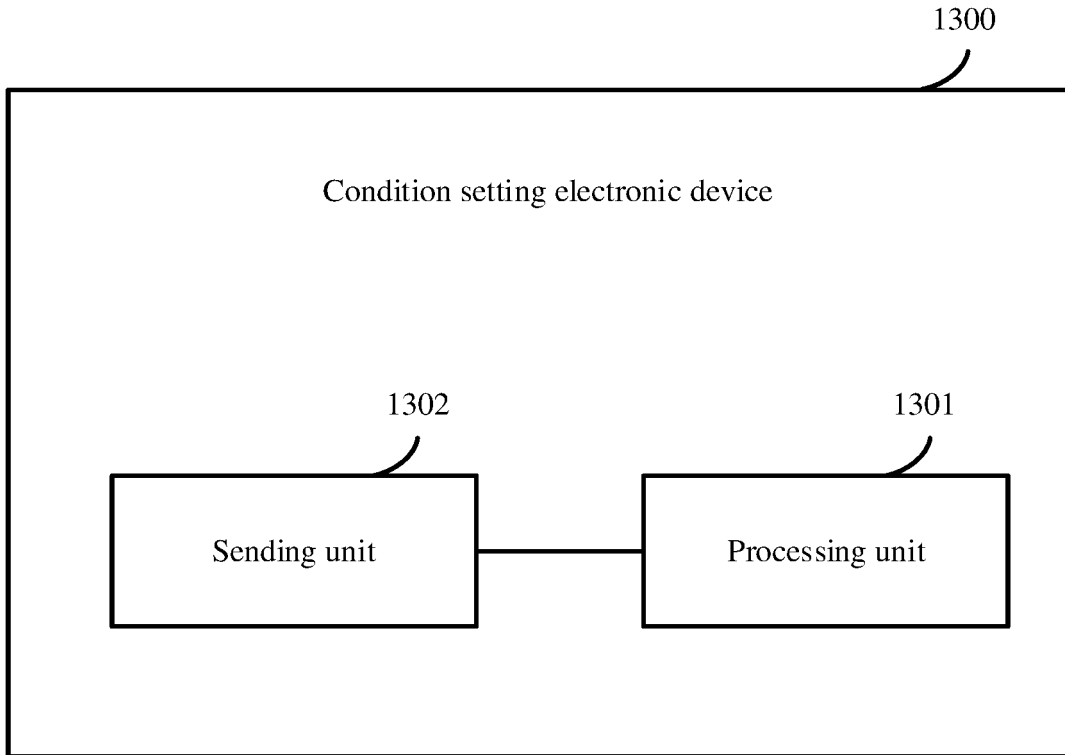 1300
Condition setting electronic device
1302
1301
Sending unit
Processing unit